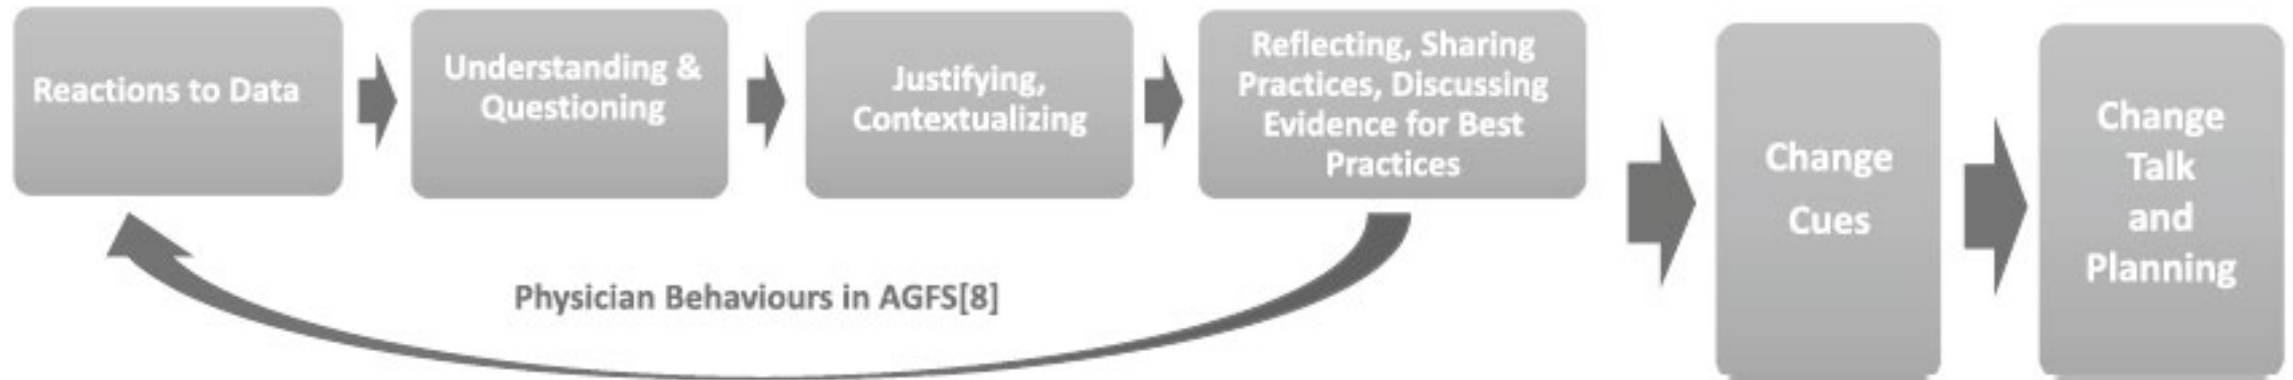 Reactions to Data
Understanding &
Questioning
Justifying,
Contextualizing
Reflecting, Sharing
Practices, Discussing
Evidence for Best
Practices
Change
Cues
Change
Talk
and
Planning
Physician Behaviours in AGFS[8]